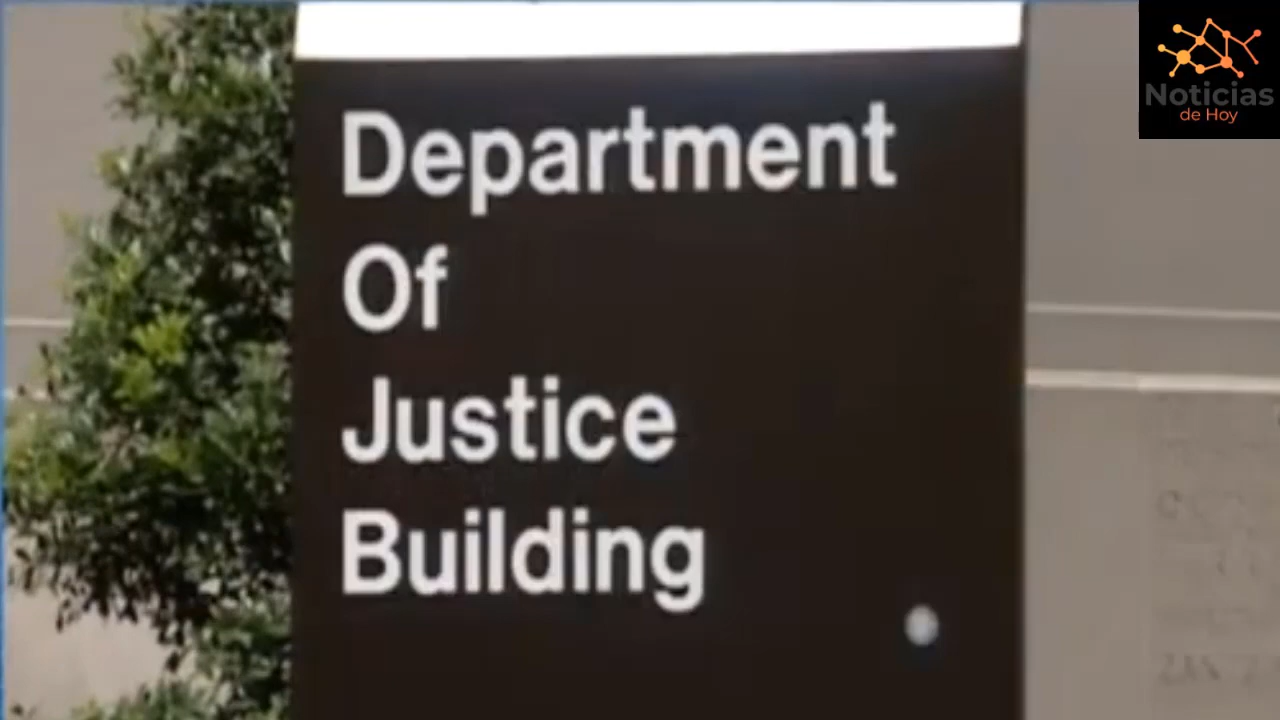 Department
Of
Justice
Building
Noticias
de Hoy